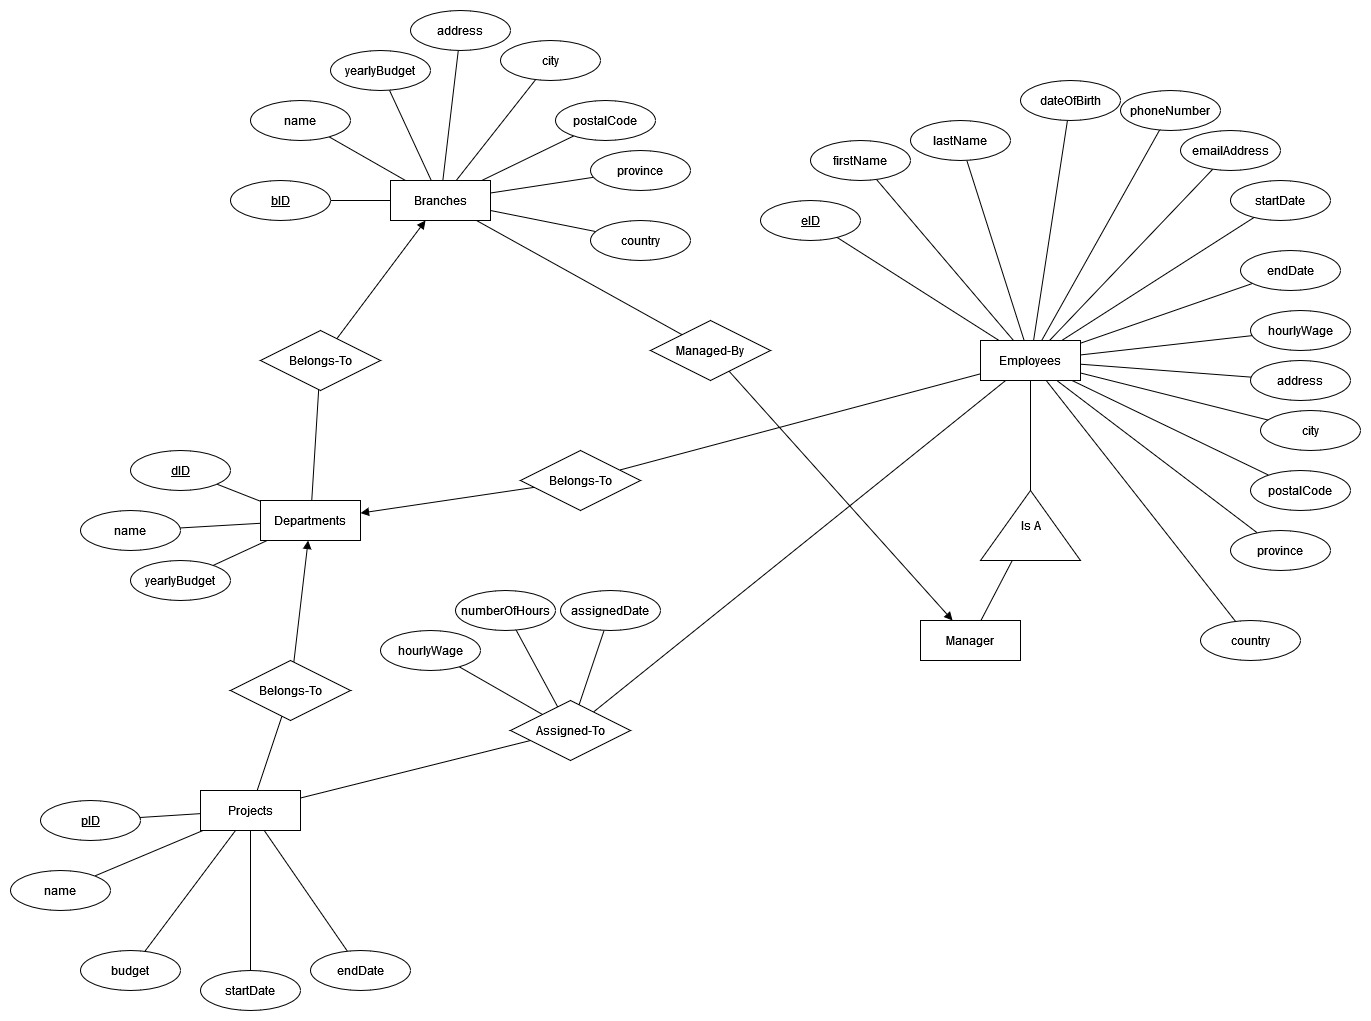 address
city
yearlyBudget
name
postalCode
province
bID
Branches
country
dateOfBirth
phoneNumber
lastName
emailAddress
firstName
startDate
eID
endDate
hourlyWage
Managed-By
Belongs-To
Employees
address
city
dID
Belongs-To
postalCode
Departments
name
Is A
province
yearlyBudget
numberOfHours
assignedDate
hourlyWage
Manager
country
Belongs-To
Assigned-To
Projects
pID
name
budget
startDate
endDate